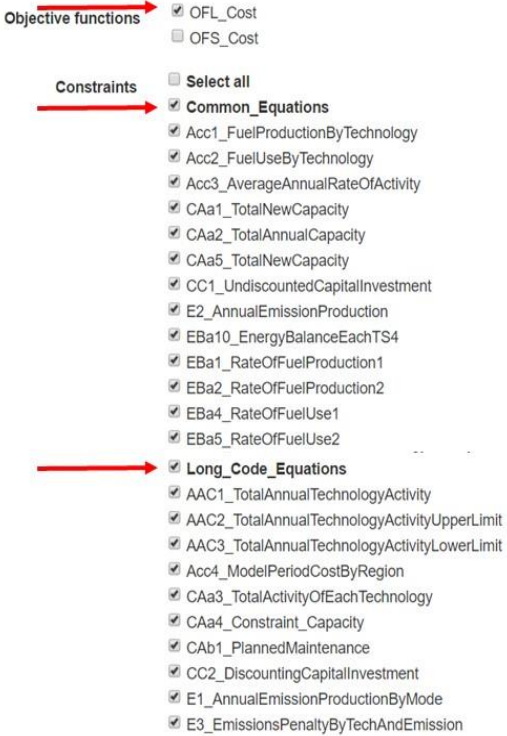 Objective functions
OFL_Cost
OFS_Cost
Constraints
Select all
Common_Equations
Acc1_FuelProductionByTechnology
Acc2_FuelUseByTechnology
Acc3_AverageAnnualRateOfActivity
CAa1_TotalNewCapacity
CAa2_TotalAnnualCapacity
CAa5_TotalNewCapacity
CC1_UndiscountedCapitalInvestment
E2_AnnualEmissionProduction
EBa10_EnergyBalanceEachTS4
EBa1_RateOfFuelProduction1
EBa2_RateOfFuelProduction2
EBa4_RateOfFuelUse1
EBa5_RateOfFuelUse2
Long_Code_Equations
AAC1_TotalAnnualTechnologyActivity
AAC2_TotalAnnualTechnologyActivityUpperLimit
AAC3_TotalAnnualTechnologyActivityLowerLimit
Acc4_ModelPeriodCostByRegion
CAa3_TotalActivityOfEachTechnology
CAa4_Constraint_Capacity
CAb1_PlannedMaintenance
CC2_DiscountingCapitalInvestment
E1_AnnualEmissionProductionByMode
E3_EmissionsPenaltyByTechAndEmission